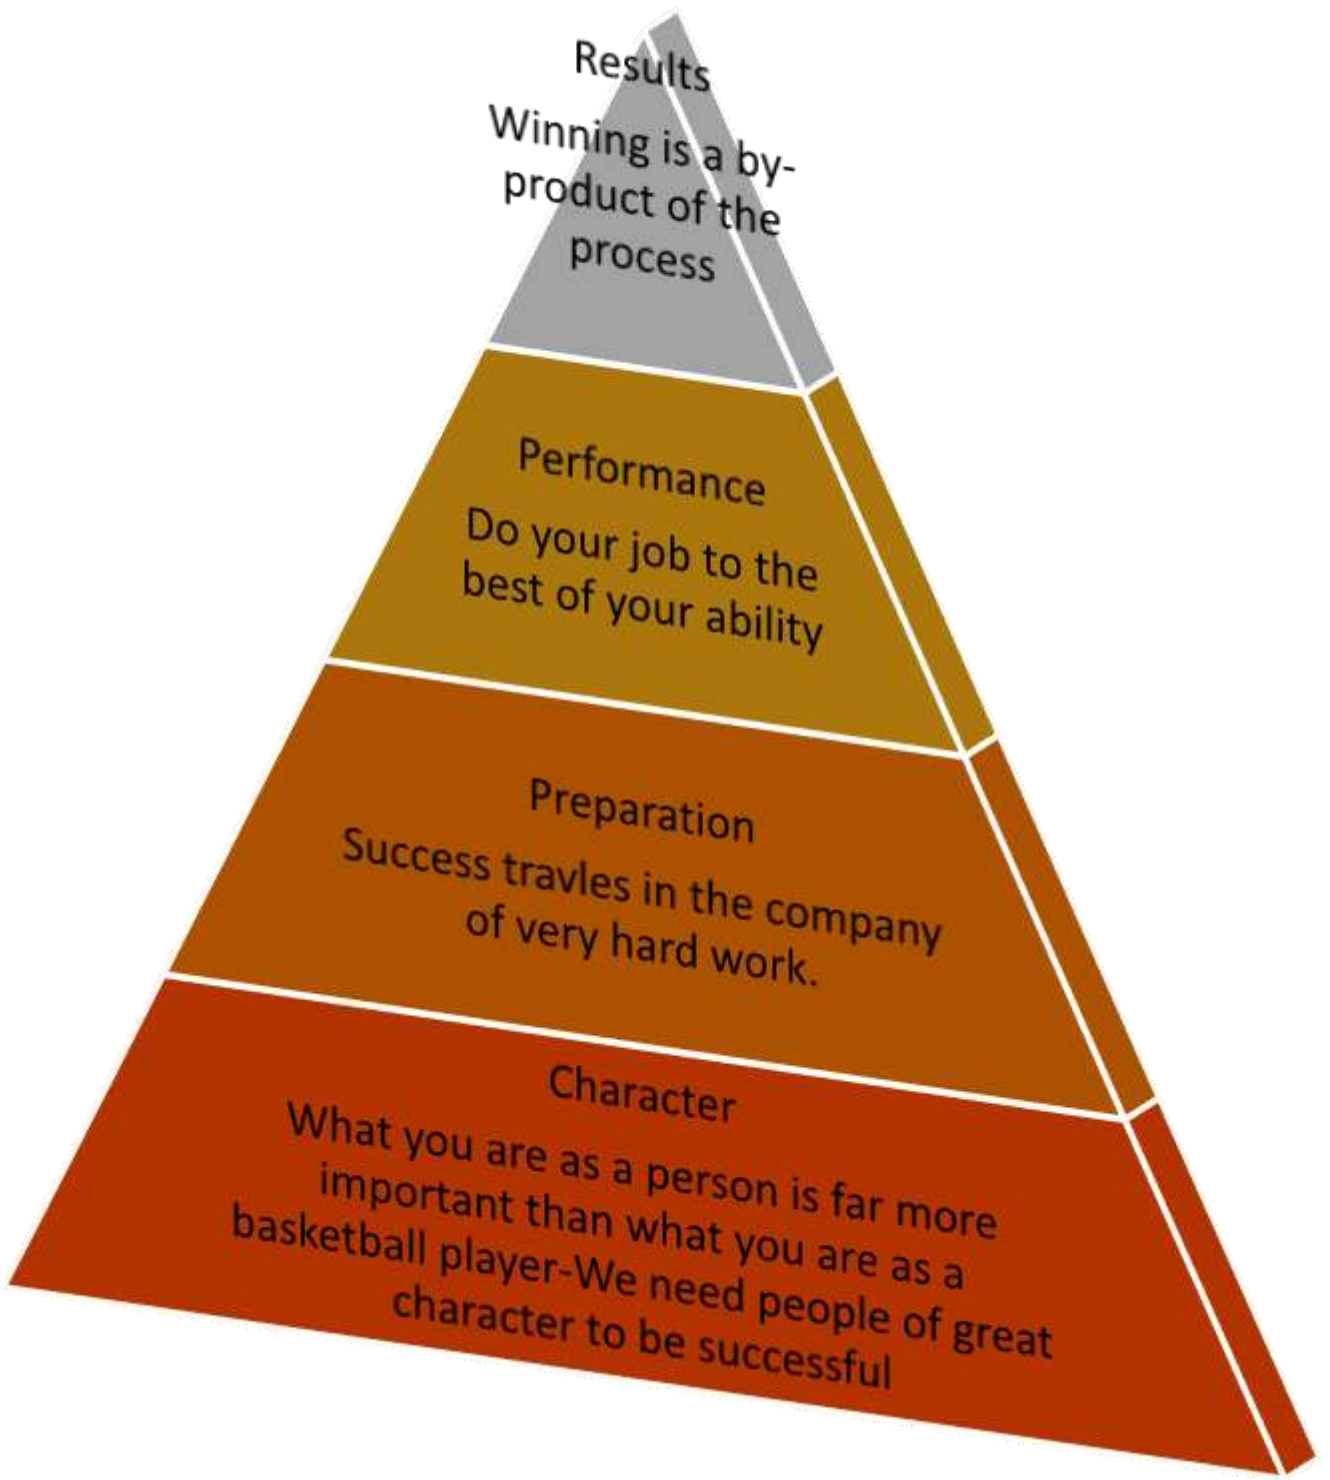 Results
Winning is a by-
product of the
process
Performance
Do your job to the
best of your ability
Preparation
Success travles in the company
of very hard work.
Character
What you are as a person is far more
important than what you are as a
basketball player-We need people of great
character to be successful